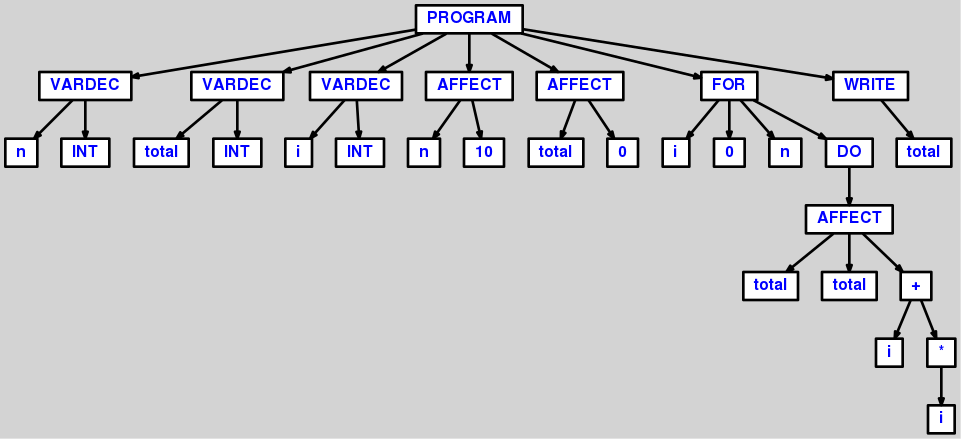 PROGRAM
VARDEC VARDEC VARDEC AFFECT AFFECT FOR WRITE
n INT total INT i INT n 10 total 0 i 0 n DO total
AFFECT
total total +
i *
i